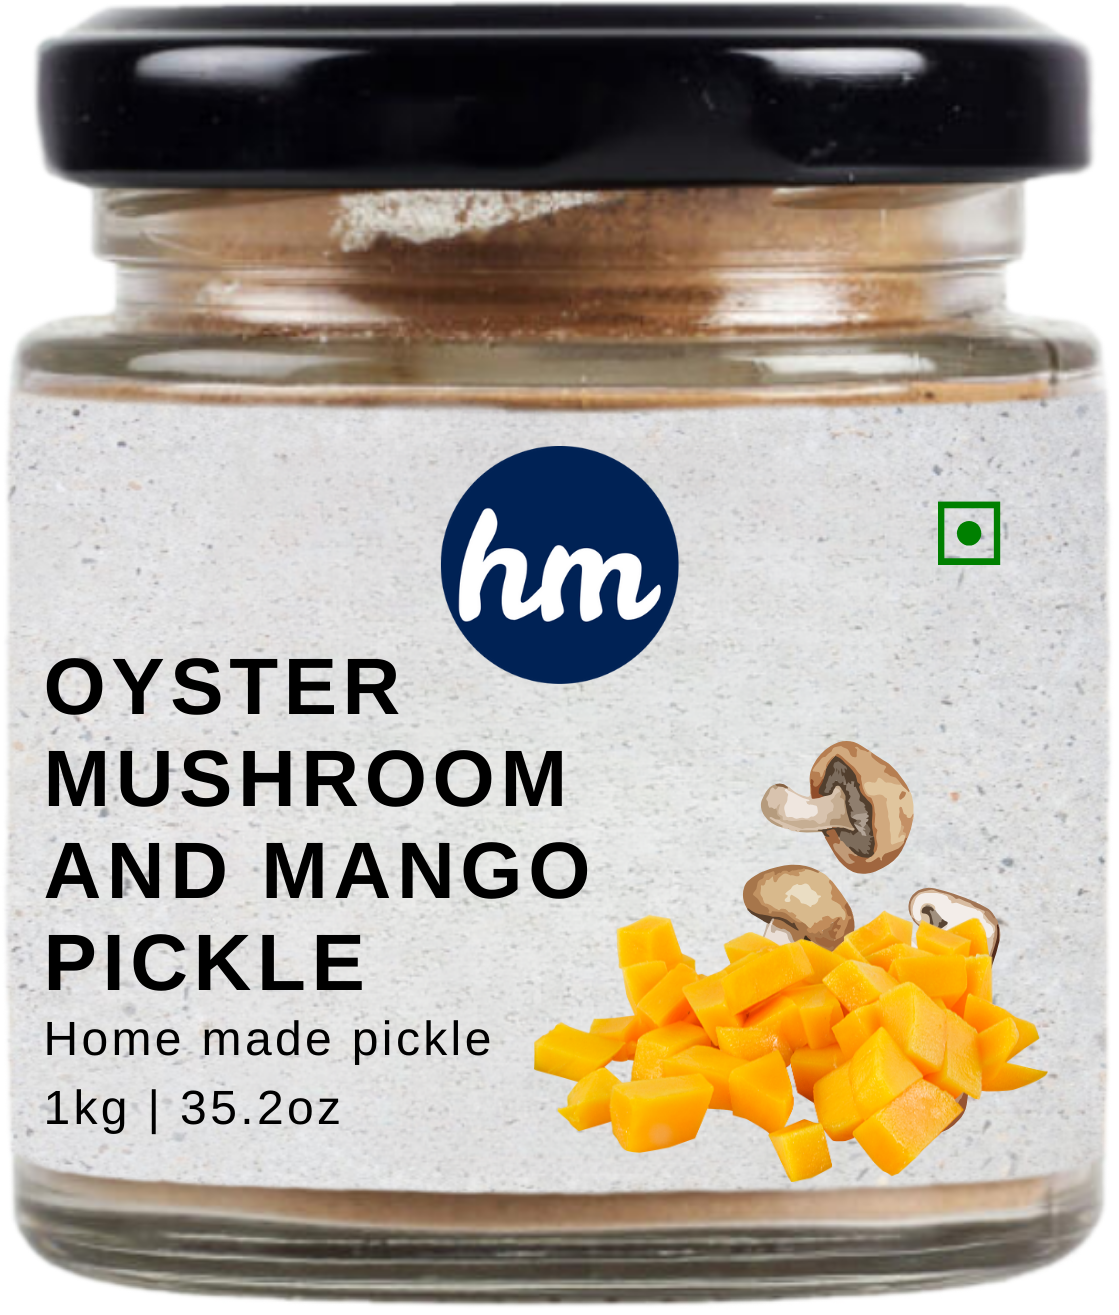 hm
OYSTER
MUSHROOM
AND MANGO
PICKLE
Home made pickle
1kg | 35.2oz